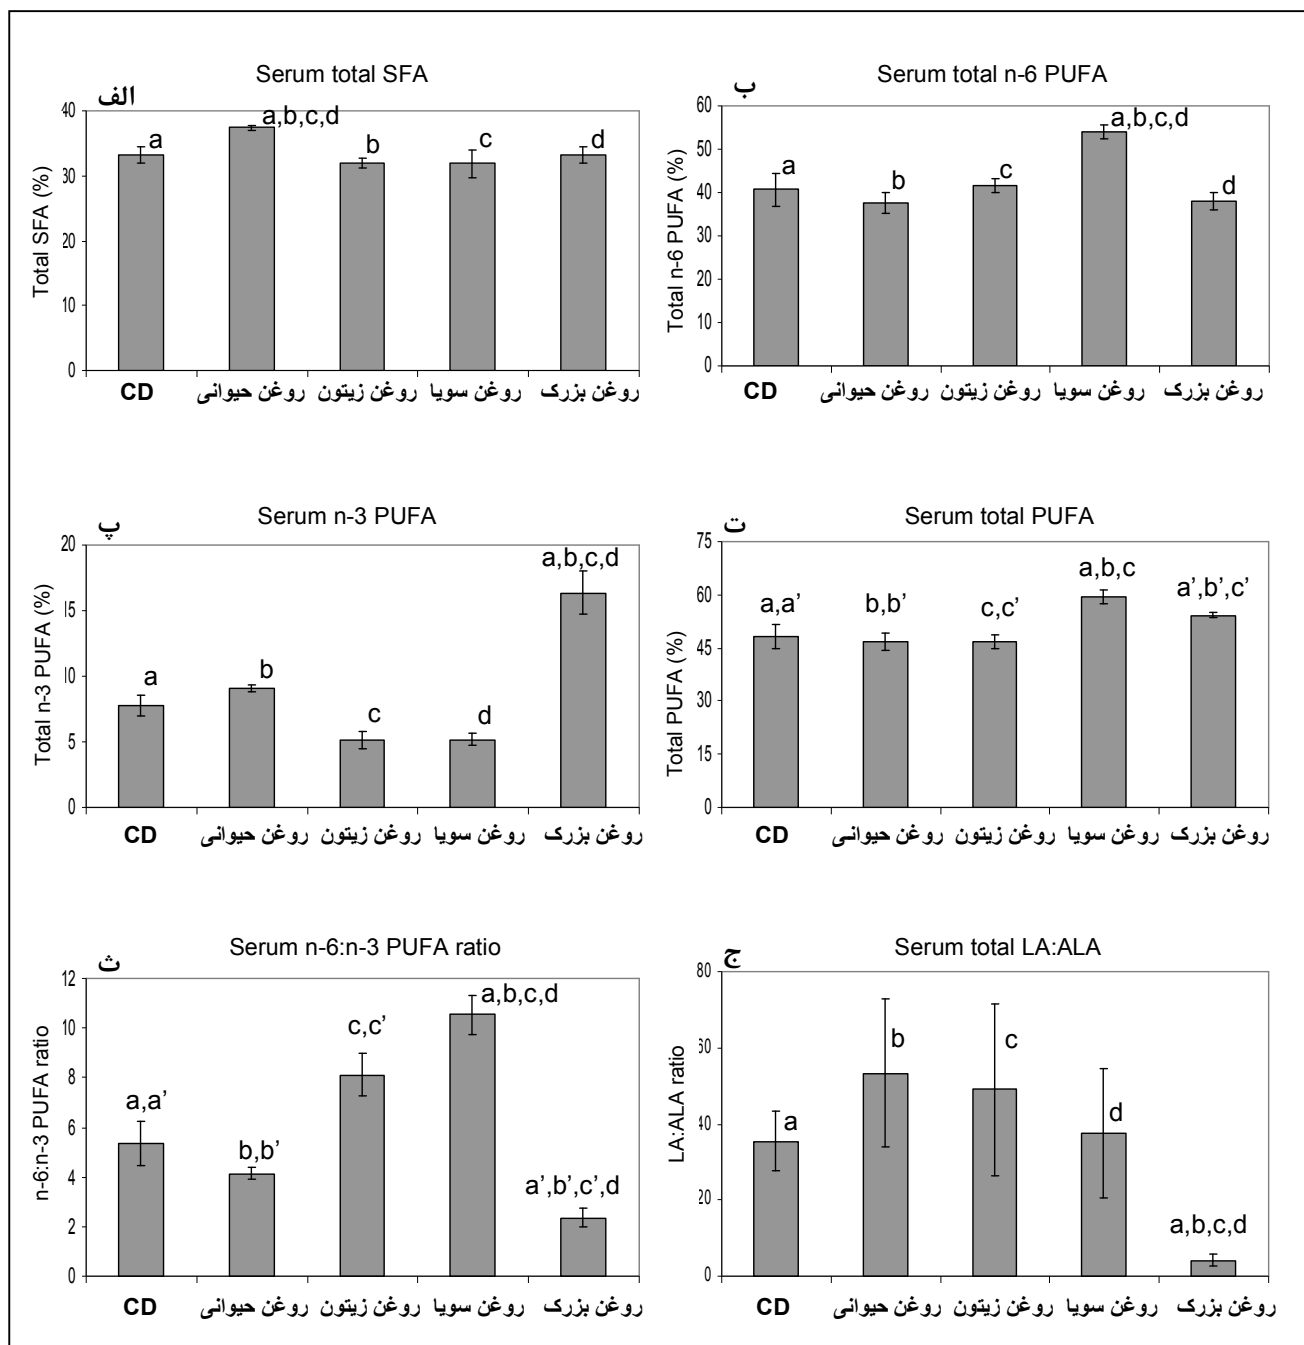 Serum total SFA
الف
Total SFA (%)
40
30
20
10
0
a
a,b,c,d
b
c
d
CD
روغن حیوانی
روغن زیتون
روغن سویا
روغن بزرک
Serum total n-6 PUFA
ب
Total n-6 PUFA (%)
60
50
40
30
20
10
0
a
b
c
a,b,c,d
d
CD
روغن حیوانی
روغن زیتون
روغن سویا
روغن بزرک
Serum n-3 PUFA
پ
Total n-3 PUFA (%)
20
15
10
5
0
a
b
c
d
a,b,c,d
CD
روغن حیوانی
روغن زیتون
روغن سویا
روغن بزرک
Serum total PUFA
ت
Total PUFA (%)
75
60
45
30
15
0
a,a’
b,b’
c,c’
a,b,c
a’,b’,c’
CD
روغن حیوانی
روغن زیتون
روغن سویا
روغن بزرک
Serum n-6:n-3 PUFA ratio
ث
n-6:n-3 PUFA ratio
12
10
8
6
4
2
0
a,a’
b,b’
c,c’
a,b,c,d
a’,b’,c’,d
CD
روغن حیوانی
روغن زیتون
روغن سویا
روغن بزرک
Serum total LA:ALA
ج
LA:ALA ratio
80
60
40
20
0
a
b
c
d
a,b,c,d
CD
روغن حیوانی
روغن زیتون
روغن سویا
روغن بزرک